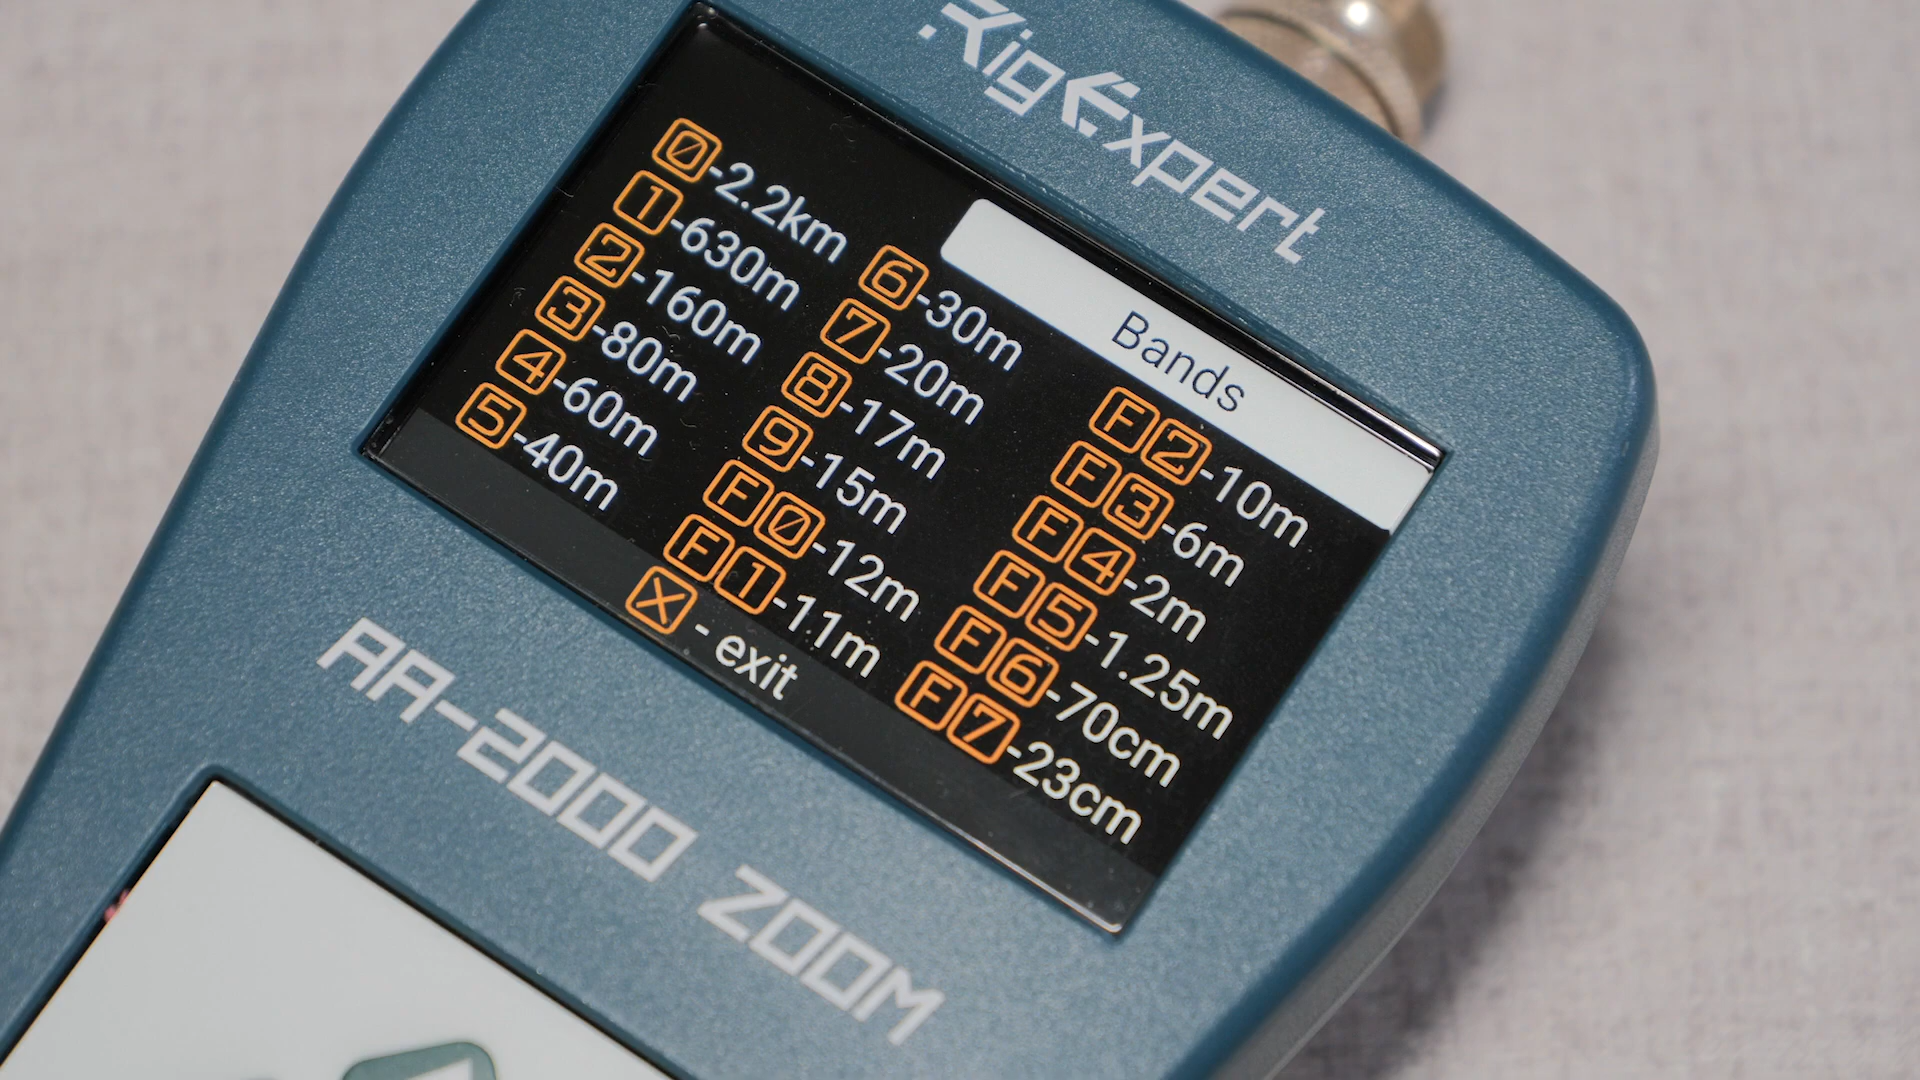 RigExpert
Bands
0-2.2km
1-630m
2-160m
3-80m
4-60m
5-40m
6-30m
7-20m
8-17m
9-15m
F0-12m
F1-11m
F2-10m
F3-6m
F4-2m
F5-1.25m
F6-70cm
F7-23cm
X - exit
AA-2000 ZOOM